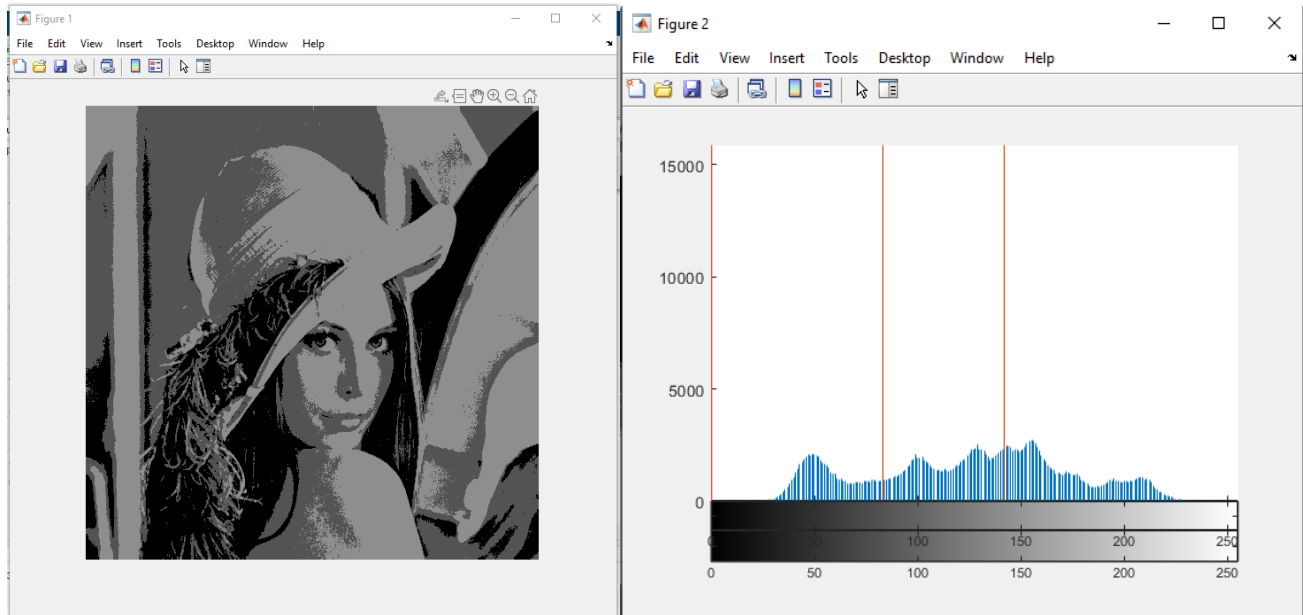 Figure 1
File Edit View Insert Tools Desktop Window Help
Figure 2
File Edit View Insert Tools Desktop Window Help
15000
10000
5000
0
0 50 100 150 200 250
0 50 100 150 200 250